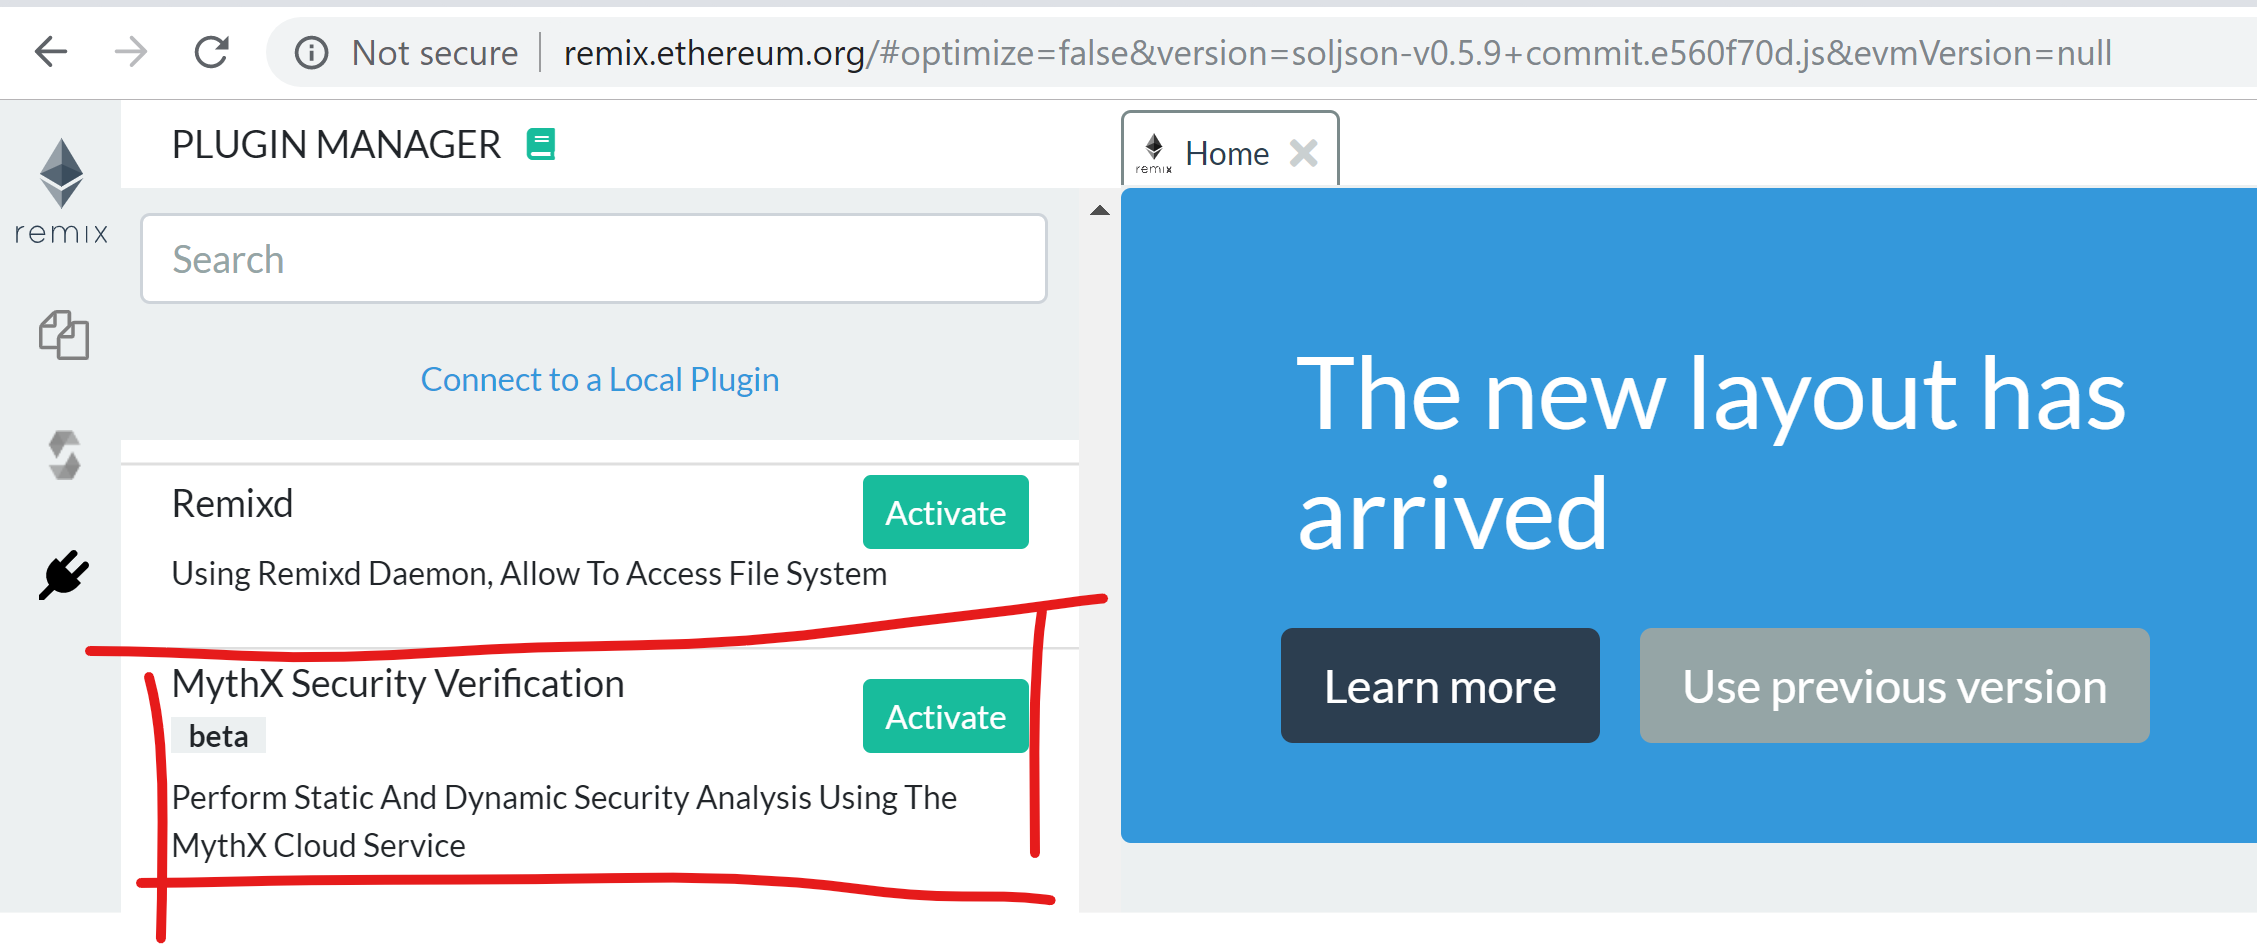 Not secure remix.ethereum.org/#optimize=false&version=soljson-v0.5.9+commit.e560f70d.js&evmVersion=null
remix
PLUGIN MANAGER
Search
Connect to a Local Plugin
Remixd
Activate
Using Remixd Daemon, Allow To Access File System
MythX Security Verification
beta
Activate
Perform Static And Dynamic Security Analysis Using The
MythX Cloud Service
remix
Home
The new layout has
arrived
Learn more
Use previous version